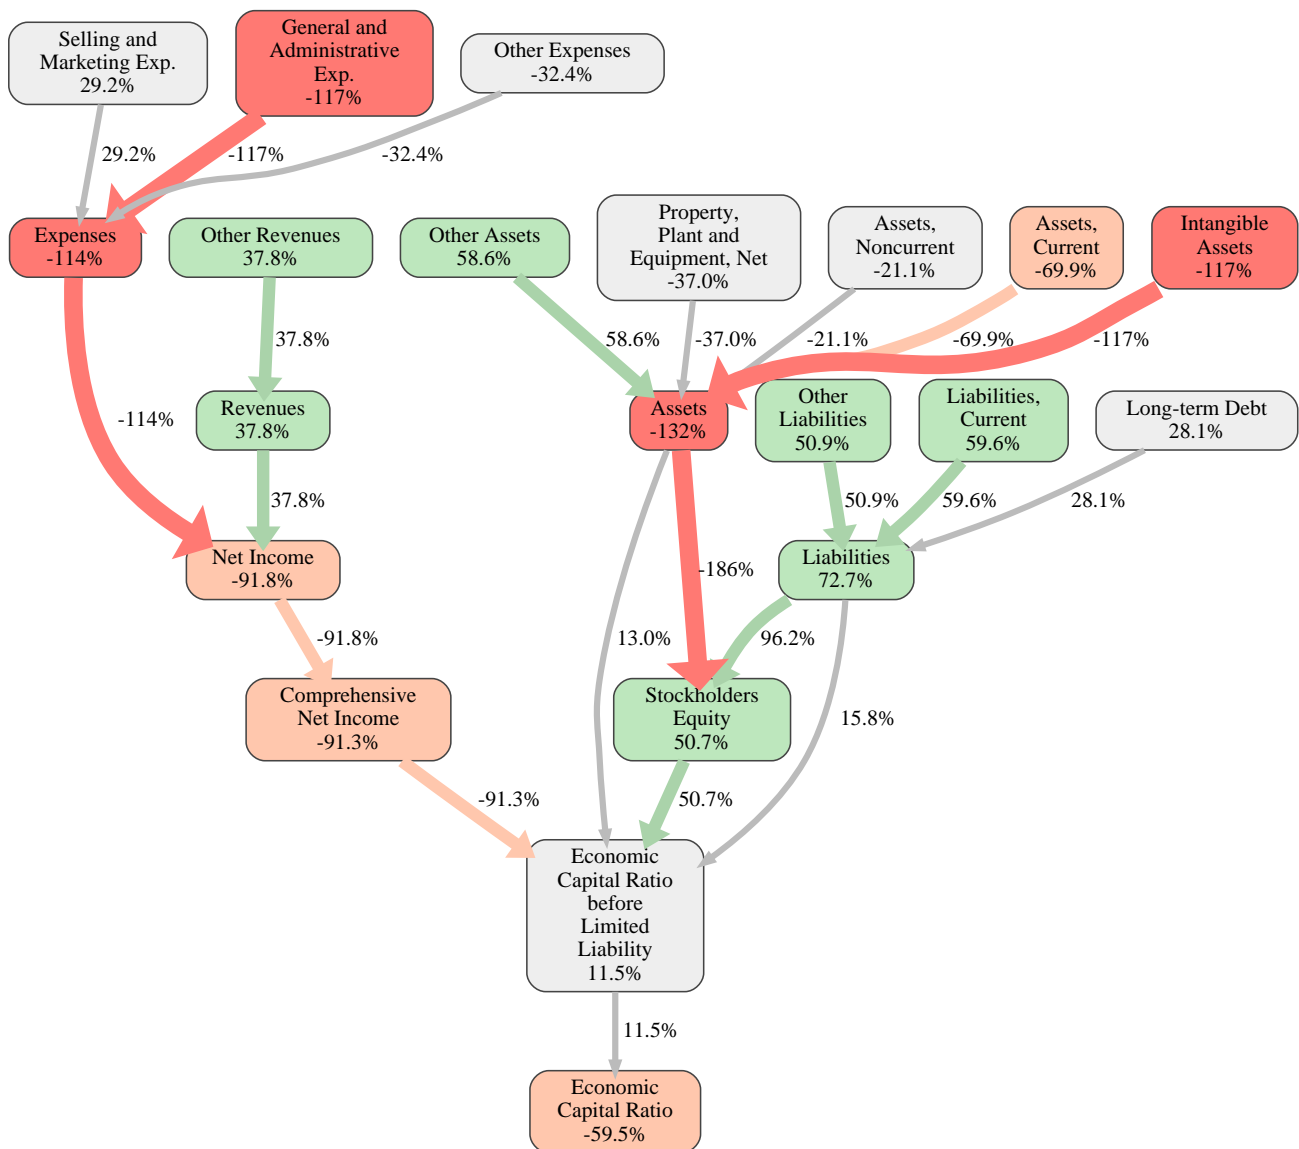 Selling and
Marketing Exp.
29.2%
General and
Administrative
Exp.
-117%
Other Expenses
-32.4%
29.2%
-117%
-32.4%
Expenses
-114%
Other Revenues
37.8%
Other Assets
58.6%
Property,
Plant and
Equipment, Net
-37.0%
Assets,
Noncurrent
-21.1%
Assets,
Current
-69.9%
Intangible
Assets
-117%
37.8%
58.6%
-37.0%
-21.1%
-69.9%
-117%
-114%
Revenues
37.8%
Assets
-132%
Other
Liabilities
50.9%
Liabilities,
Current
59.6%
Long-term Debt
28.1%
37.8%
50.9%
59.6%
28.1%
Net Income
-91.8%
-186%
Liabilities
72.7%
-91.8%
13.0%
96.2%
Comprehensive
Net Income
-91.3%
Stockholders
Equity
50.7%
15.8%
-91.3%
50.7%
Economic
Capital Ratio
before
Limited
Liability
11.5%
11.5%
Economic
Capital Ratio
-59.5%